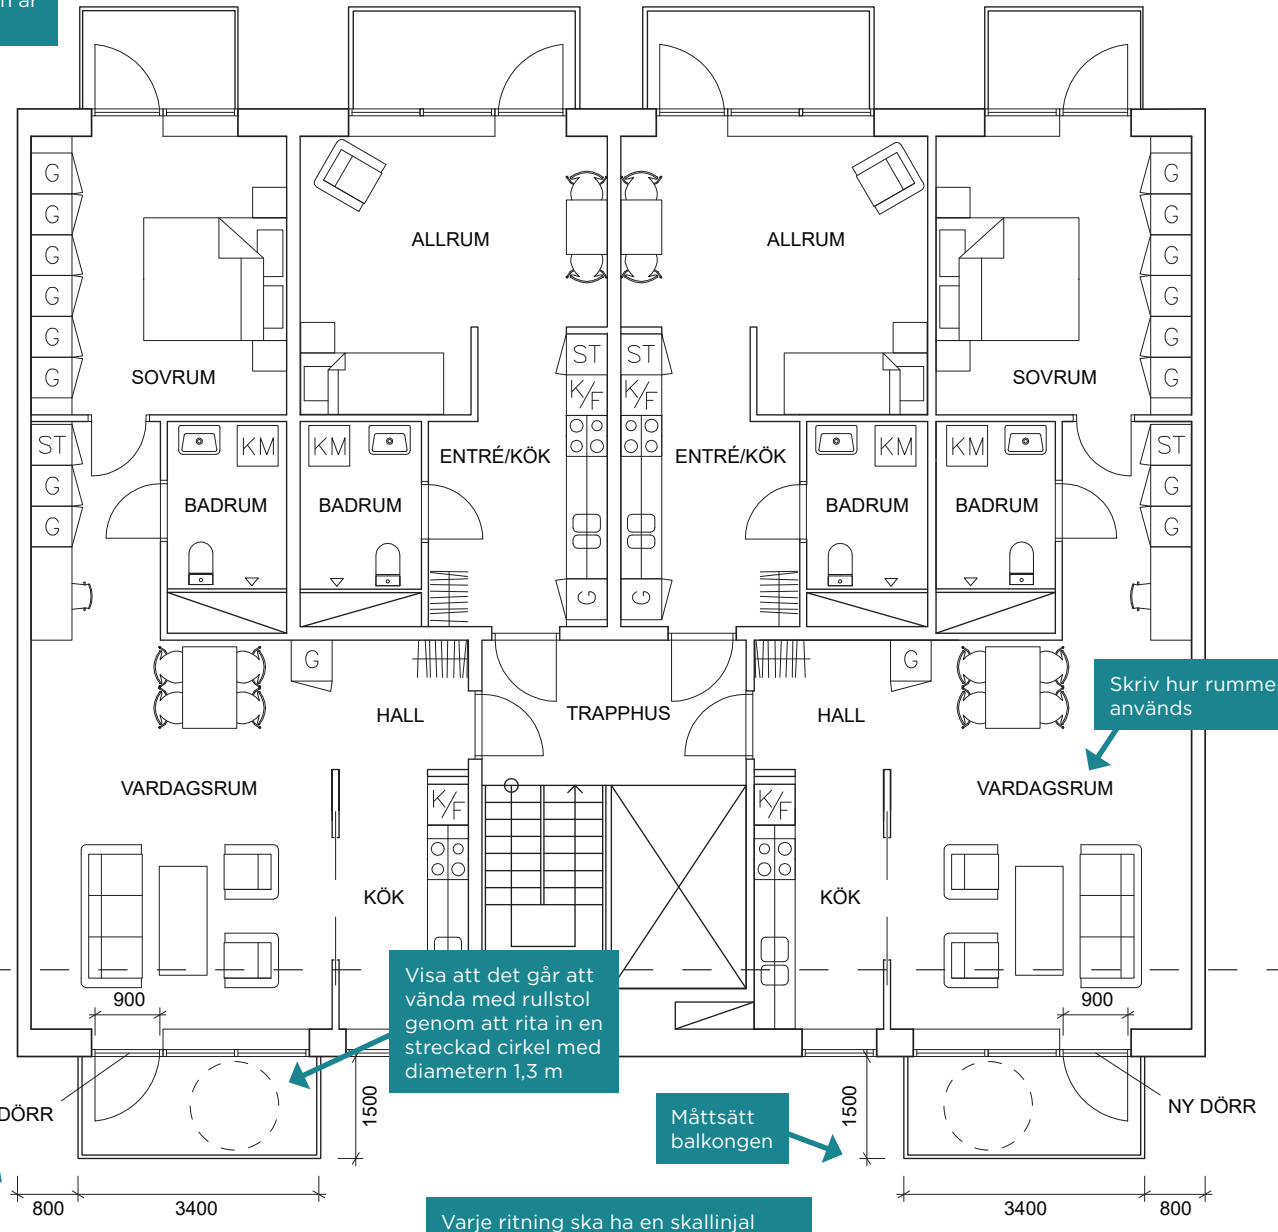 är
G
G
G
G
G
G
ALLRUM
ALLRUM
G
G
G
G
G
G
SOVRUM
SOVRUM
ST
ST
K/F
K/F
ST
G
G
KM
KM
ENTRÉ/KÖK
ENTRÉ/KÖK
KM
KM
ST
G
G
BADRUM
BADRUM
BADRUM
BADRUM
G
G
G
HALL
TRAPPHUS
HALL
G
Skriv hur rumme
används
VARDAGSRUM
VARDAGSRUM
K/F
K/F
KÖK
KÖK
Visa att det går att
vända med rullstol
genom att rita in en
streckad cirkel med
diametern 1,3 m
900
900
DÖRR
1500
1500
NY DÖRR
Måttsätt
balkongen
800
3400
3400
800
Varje ritning ska ha en skallinjal